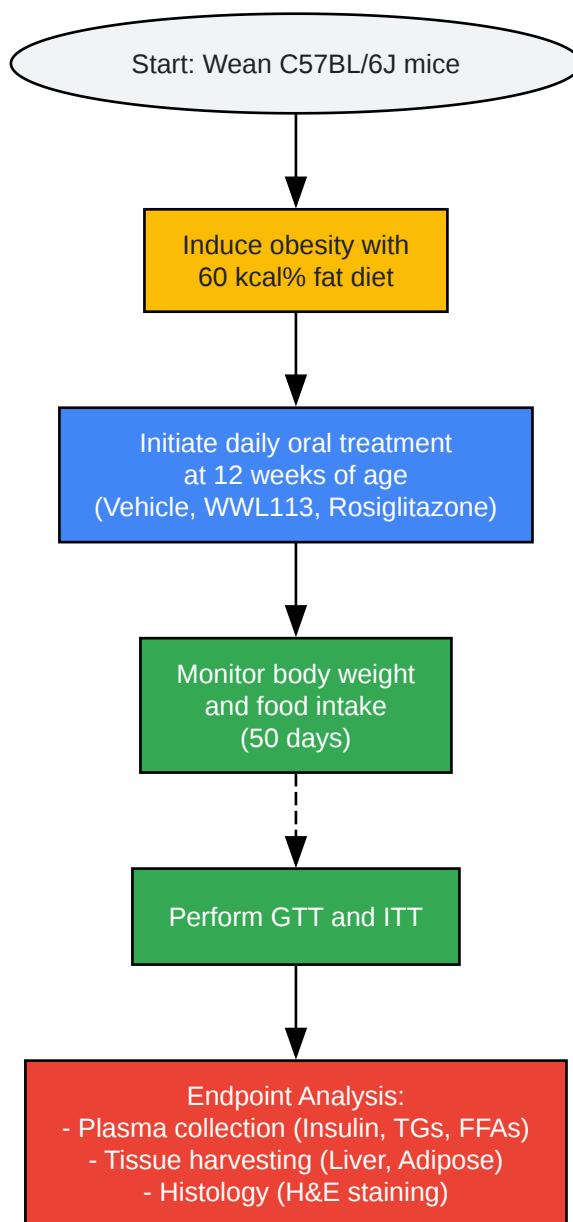 Start: Wean C57BL/6J mice
Induce obesity with
60 kcal% fat diet
Initiate daily oral treatment
at 12 weeks of age
(Vehicle, WWL113, Rosiglitazone)
Monitor body weight
and food intake
(50 days)
Perform GTT and ITT
Endpoint Analysis:
- Plasma collection (Insulin, TGs, FFAs)
- Tissue harvesting (Liver, Adipose)
- Histology (H&E staining)